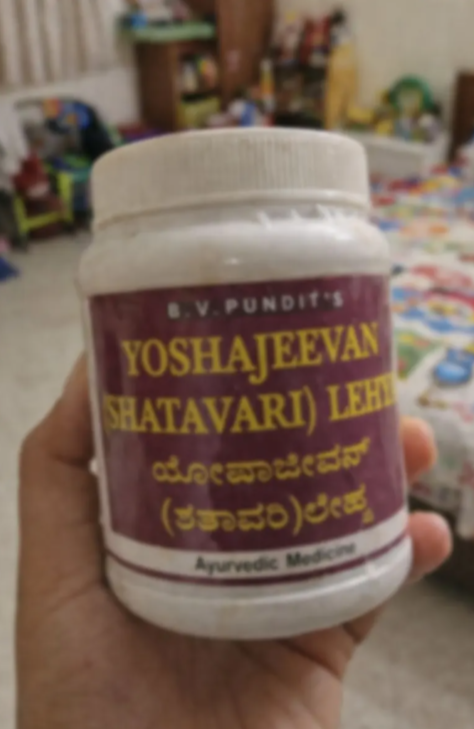 B.V.PUNDIT'S
YOSHAJEEVAN
(SHATAVARI) LEHY
ಯೋಷಾಜೀವನ್
(ಶತಾವರಿ)ಲೇಹ್ಯ
Ayurvedic Medicine